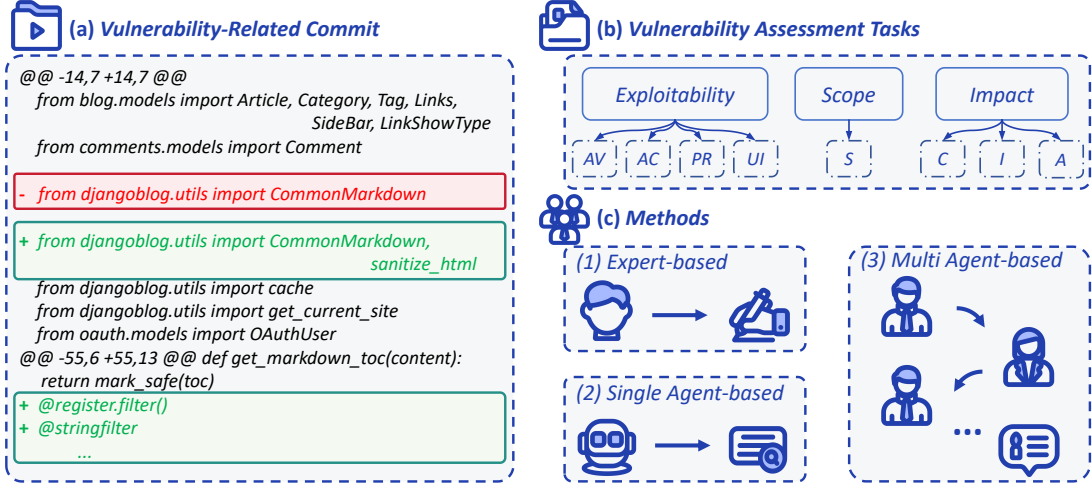 (a) Vulnerability-Related Commit
@@ -14,7 +14,7 @@
from blog.models import Article, Category, Tag, Links,
SideBar, LinkShowType
from comments.models import Comment
- from djangoblog.utils import CommonMarkdown
+ from djangoblog.utils import CommonMarkdown,
sanitize_html
from djangoblog.utils import cache
from djangoblog.utils import get_current_site
from oauth.models import OAuthUser
@@ -55,6 +55,13 @@ def get_markdown_toc(content):
return mark_safe(toc)
+ @register.filter()
+ @stringfilter
...
(b) Vulnerability Assessment Tasks
Exploitability Scope Impact
AV AC PR UI S C I A
(c) Methods
(1) Expert-based
(2) Single Agent-based
(3) Multi Agent-based
...